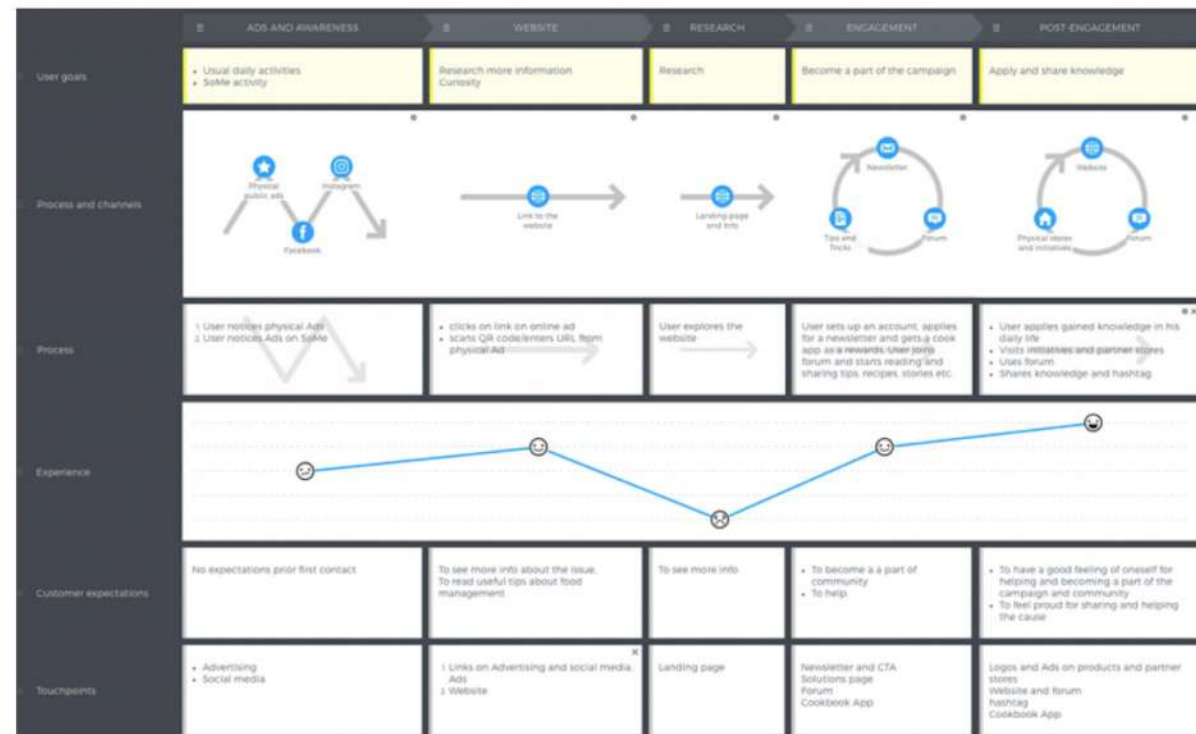 ADS AND AWARENESS
WEBSITE
RESEARCH
ENGAGEMENT
POST-ENGAGEMENT
User goals
• Usual daily activities
• SoMe activity
Research more information
Curiosity
Research
Become a part of the campaign
Apply and share knowledge
Process and channels
Physical
public ads
Instagram
Facebook
Link to the
website
Landing page
and info
Newsletter
Tips and
Tricks
Forum
Website
Physical stores
and initiatives
Forum
Process
1. User notices physical Ads
2. User notices Ads on SoMe
• clicks on link on online ad
• scans QR code/enters URL from
physical Ad
User explores the
website
User sets up an account, applies
for a newsletter and gets a cook
app as a rewards. User joins
forum and starts reading and
sharing tips, recipes, stories etc.
• User applies gained knowledge in his
daily life
• Visits initiatives and partner stores
• Uses forum
• Shares knowledge and hashtag
Experience
Customer expectations
No expectations prior first contact
To see more info about the issue,
To read useful tips about food
management
To see more info
• To become a a part of
community
• To help
• To have a good feeling of oneself for
helping and becoming a part of the
campaign and community
• To feel proud for sharing and helping
the cause
Touchpoints
• Advertising
• Social media
1. Links on Advertising and social media,
Ads
2. Website
Landing page
Newsletter and CTA
Solutions page
Forum
Cookbook App
Logos and Ads on products and partner
stores
Website and forum
hashtag
Cookbook App